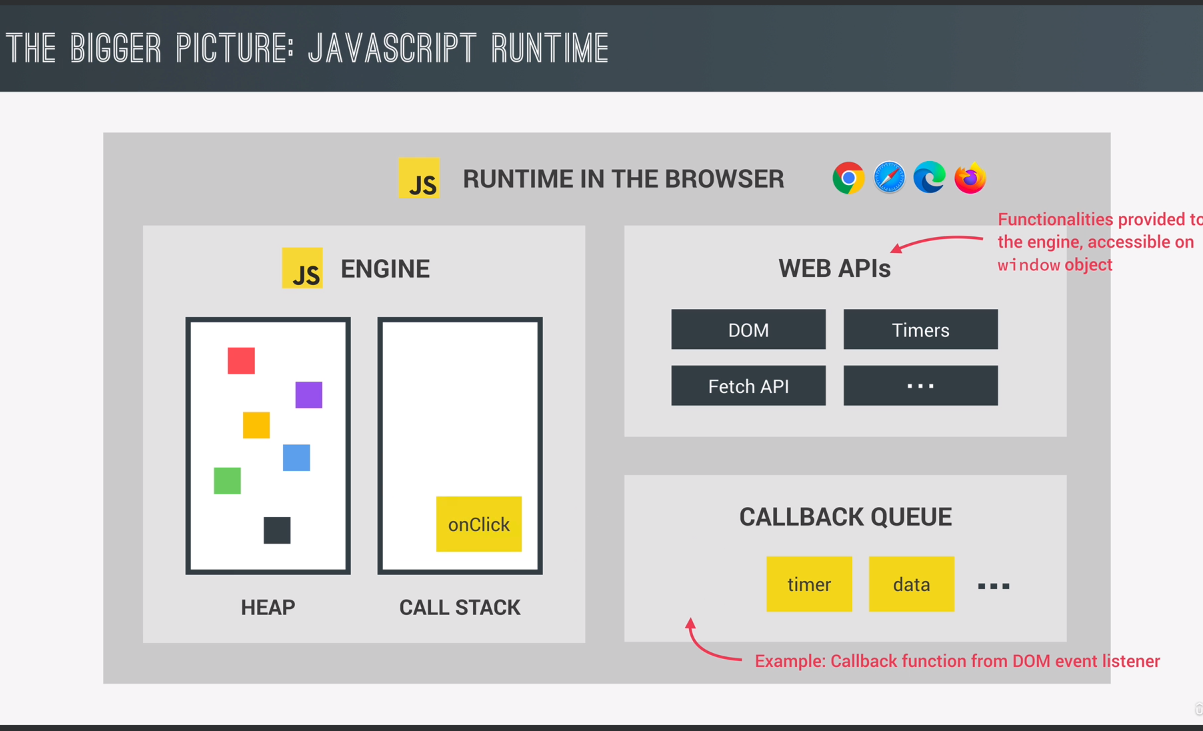 THE BIGGER PICTURE: JAVASCRIPT RUNTIME
JS RUNTIME IN THE BROWSER
Functionalities provided to
the engine, accessible on
window object
JS ENGINE
WEB APIs
DOM
Timers
Fetch API
...
onClick
HEAP
CALL STACK
CALLBACK QUEUE
timer
data
...
Example: Callback function from DOM event listener